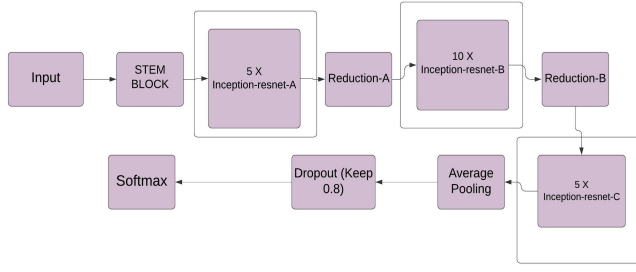 Input
STEM
BLOCK
5 X
Inception-resnet-A
Reduction-A
10 X
Inception-resnet-B
Reduction-B
5 X
Inception-resnet-C
Average
Pooling
Dropout (Keep
0.8)
Softmax